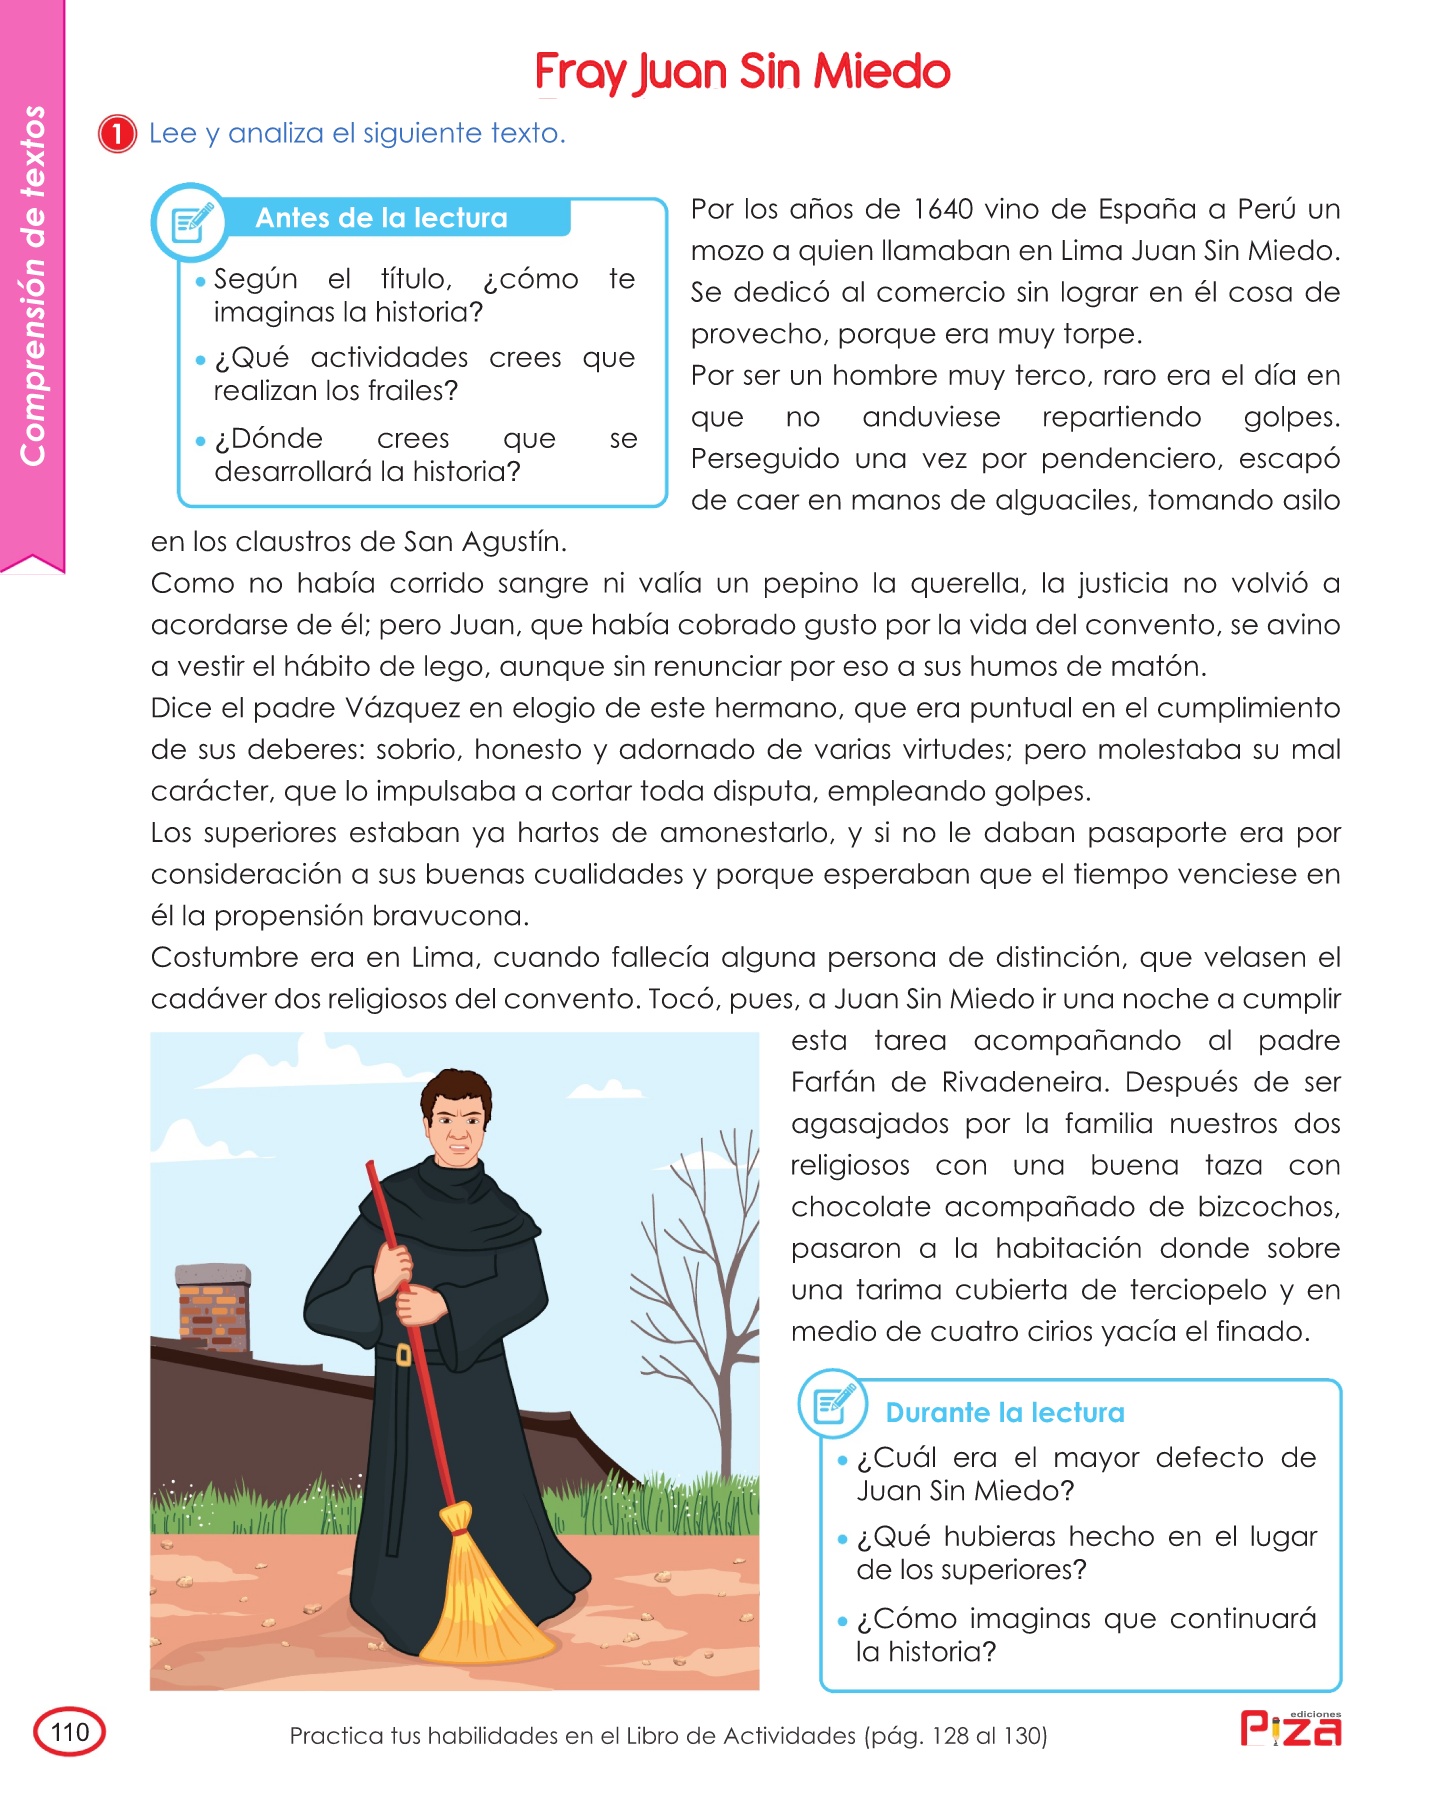 Fray Juan Sin Miedo
Comprensión de textos
1 Lee y analiza el siguiente texto.
Antes de la lectura
• Según el título, ¿cómo te
imaginas la historia?
• ¿Qué actividades crees que
realizan los frailes?
• ¿Dónde crees que se
desarrollará la historia?
Por los años de 1640 vino de España a Perú un
mozo a quien llamaban en Lima Juan Sin Miedo.
Se dedicó al comercio sin lograr en él cosa de
provecho, porque era muy torpe.
Por ser un hombre muy terco, raro era el día en
que no anduviese repartiendo golpes.
Perseguido una vez por pendenciero, escapó
de caer en manos de alguaciles, tomando asilo
en los claustros de San Agustín.
Como no había corrido sangre ni valía un pepino la querella, la justicia no volvió a
acordarse de él; pero Juan, que había cobrado gusto por la vida del convento, se avino
a vestir el hábito de lego, aunque sin renunciar por eso a sus humos de matón.
Dice el padre Vázquez en elogio de este hermano, que era puntual en el cumplimiento
de sus deberes: sobrio, honesto y adornado de varias virtudes; pero molestaba su mal
carácter, que lo impulsaba a cortar toda disputa, empleando golpes.
Los superiores estaban ya hartos de amonestarlo, y si no le daban pasaporte era por
consideración a sus buenas cualidades y porque esperaban que el tiempo venciese en
él la propensión bravucona.
Costumbre era en Lima, cuando fallecía alguna persona de distinción, que velasen el
cadáver dos religiosos del convento. Tocó, pues, a Juan Sin Miedo ir una noche a cumplir
esta tarea acompañando al padre
Farfán de Rivadeneira. Después de ser
agasajados por la familia nuestros dos
religiosos con una buena taza con
chocolate acompañado de bizcochos,
pasaron a la habitación donde sobre
una tarima cubierta de terciopelo y en
medio de cuatro cirios yacía el finado.
Durante la lectura
• ¿Cuál era el mayor defecto de
Juan Sin Miedo?
• ¿Qué hubieras hecho en el lugar
de los superiores?
• ¿Cómo imaginas que continuará
la historia?
110
Practica tus habilidades en el Libro de Actividades (pág. 128 al 130)
ediciones
Piza